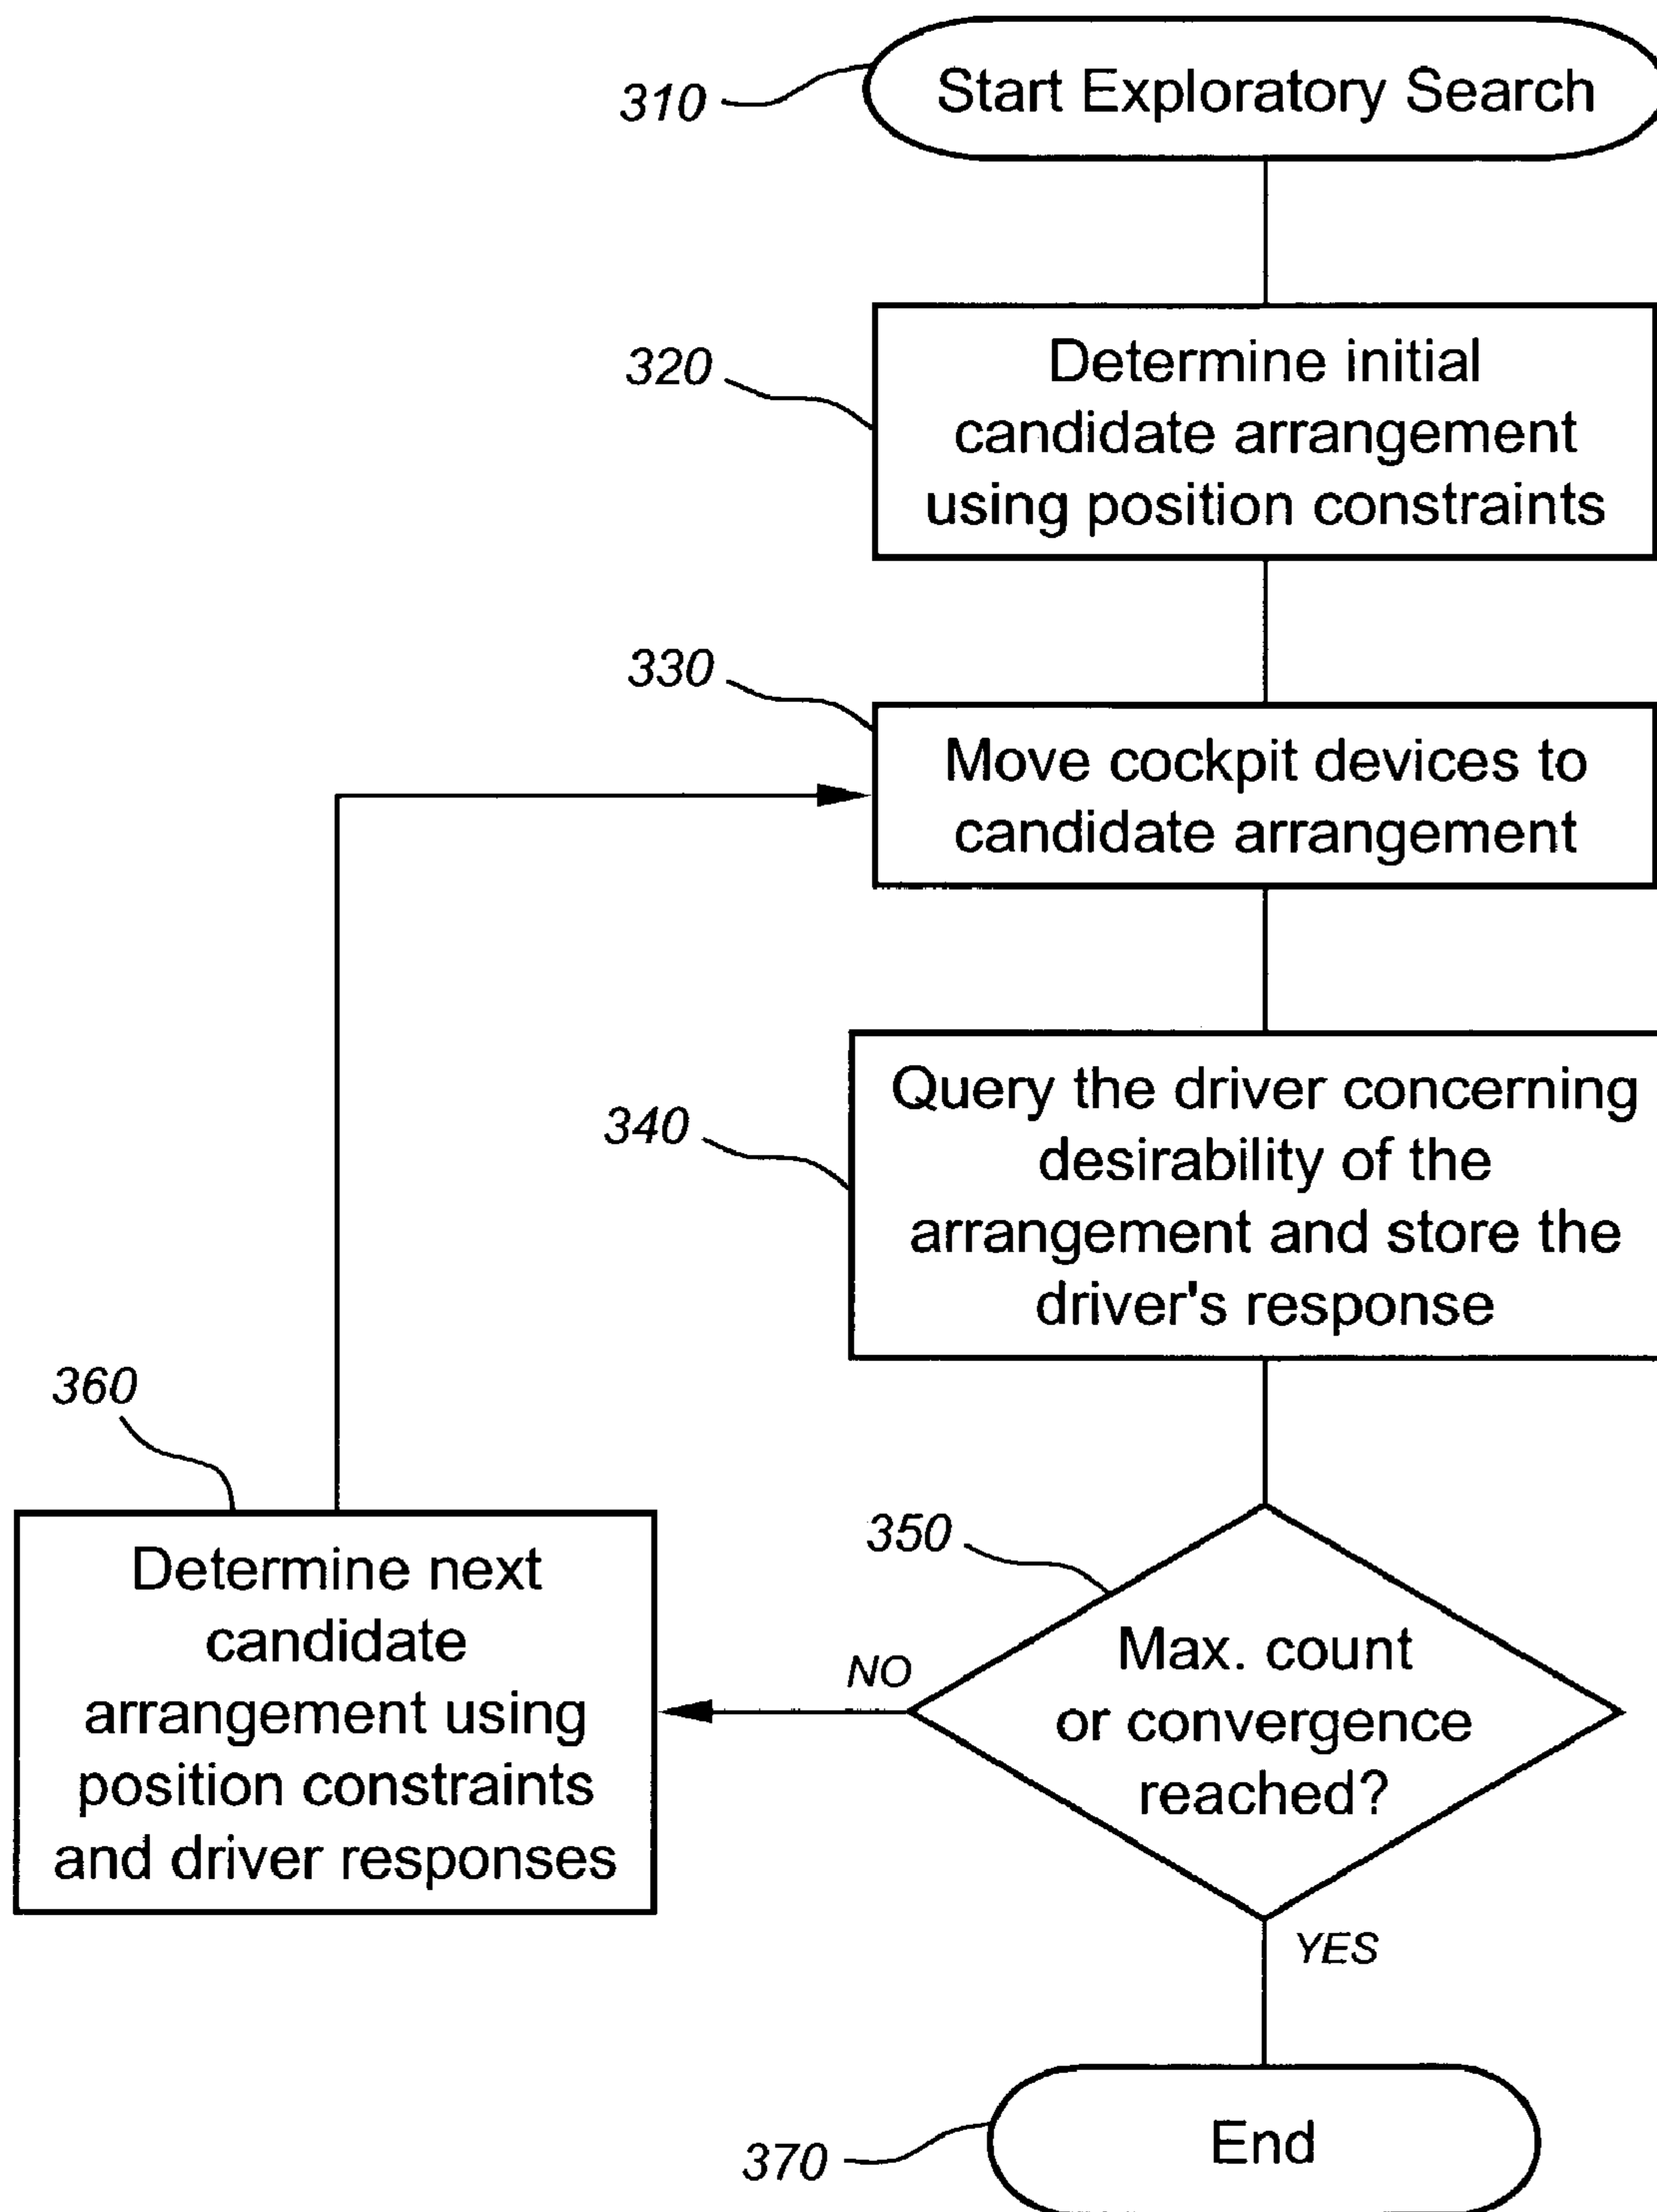 310
Start Exploratory Search
320
Determine initial
candidate arrangement
using position constraints
330
Move cockpit devices to
candidate arrangement
340
Query the driver concerning
desirability of the
arrangement and store the
driver's response
350
Max. count
or convergence
reached?
NO
YES
360
Determine next
candidate
arrangement using
position constraints
and driver responses
370
End